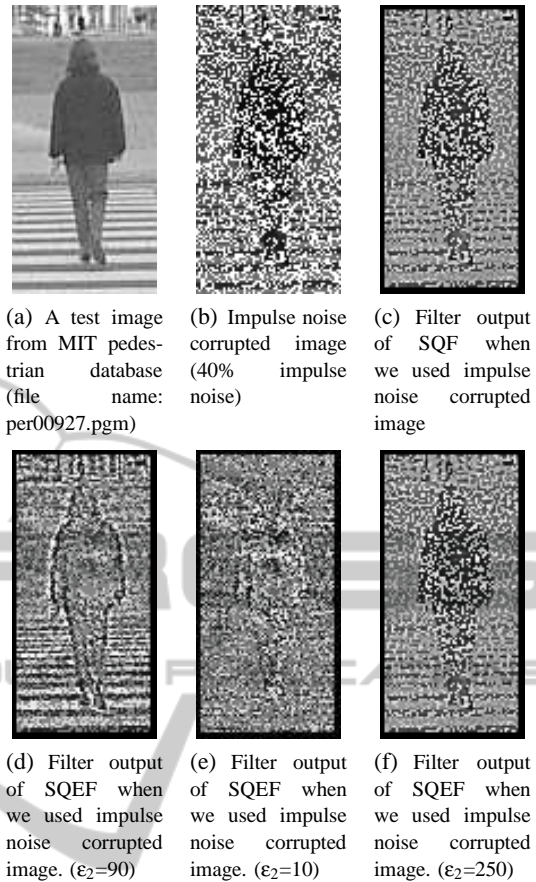 (a) A test image
from MIT pedes-
trian database
(file name:
per00927.pgm)
(b) Impulse noise
corrupted image
(40% impulse
noise)
(c) Filter output
of SQF when
we used impulse
noise corrupted
image
(d) Filter output
of SQEF when
we used impulse
noise corrupted
image. (ε₂=90)
(e) Filter output
of SQEF when
we used impulse
noise corrupted
image. (ε₂=10)
(f) Filter output
of SQEF when
we used impulse
noise corrupted
image. (ε₂=250)